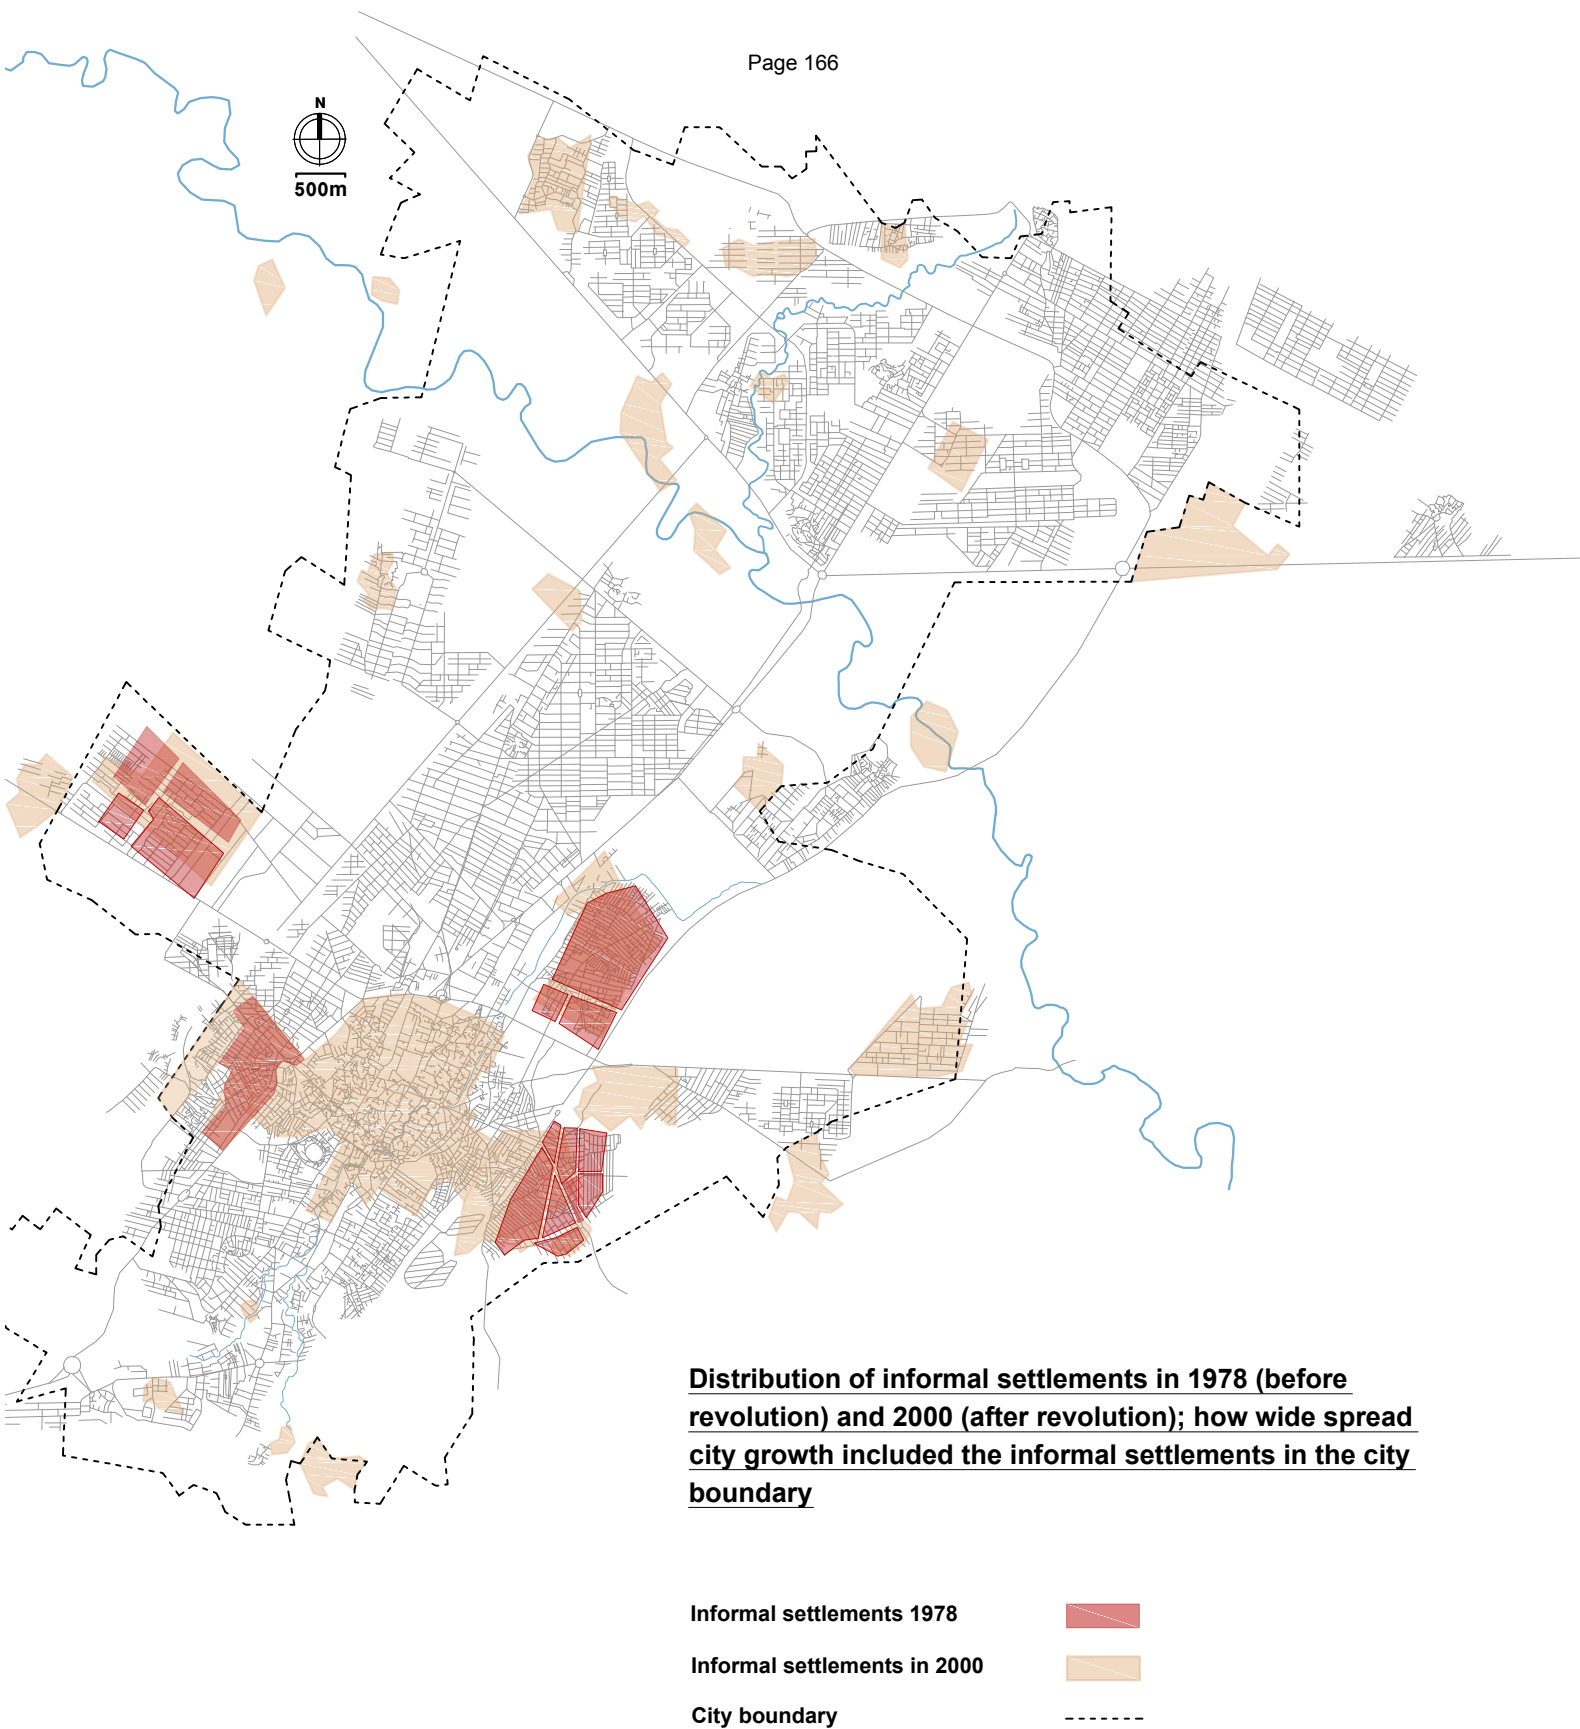 Page 166
N
500m
Distribution of informal settlements in 1978 (before
revolution) and 2000 (after revolution); how wide spread
city growth included the informal settlements in the city
boundary
Informal settlements 1978
Informal settlements in 2000
City boundary